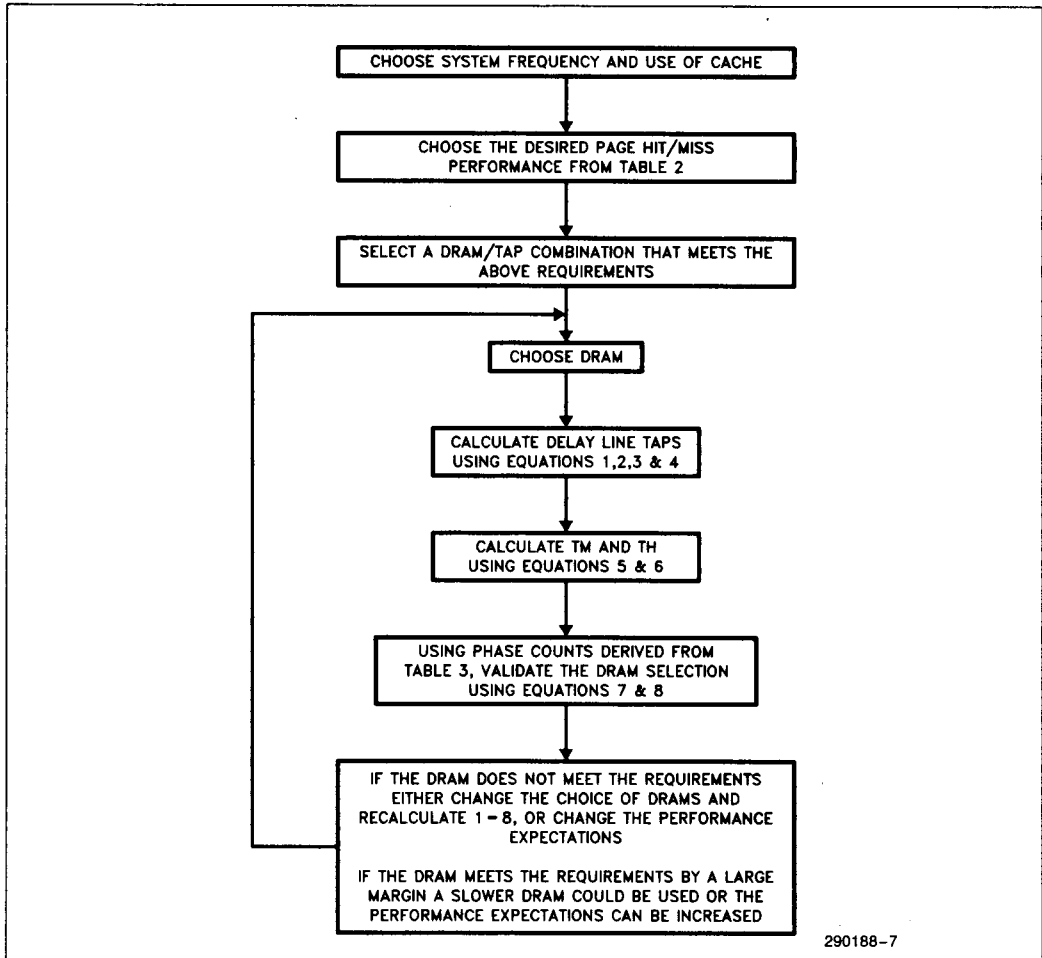 CHOOSE SYSTEM FREQUENCY AND USE OF CACHE
CHOOSE THE DESIRED PAGE HIT/MISS
PERFORMANCE FROM TABLE 2
SELECT A DRAM/TAP COMBINATION THAT MEETS THE
ABOVE REQUIREMENTS
CHOOSE DRAM
CALCULATE DELAY LINE TAPS
USING EQUATIONS 1,2,3 & 4
CALCULATE TM AND TH
USING EQUATIONS 5 & 6
USING PHASE COUNTS DERIVED FROM
TABLE 3, VALIDATE THE DRAM SELECTION
USING EQUATIONS 7 & 8
IF THE DRAM DOES NOT MEET THE REQUIREMENTS
EITHER CHANGE THE CHOICE OF DRAMS AND
RECALCULATE 1-8, OR CHANGE THE PERFORMANCE
EXPECTATIONS
IF THE DRAM MEETS THE REQUIREMENTS BY A LARGE
MARGIN A SLOWER DRAM COULD BE USED OR THE
PERFORMANCE EXPECTATIONS CAN BE INCREASED
290188-7